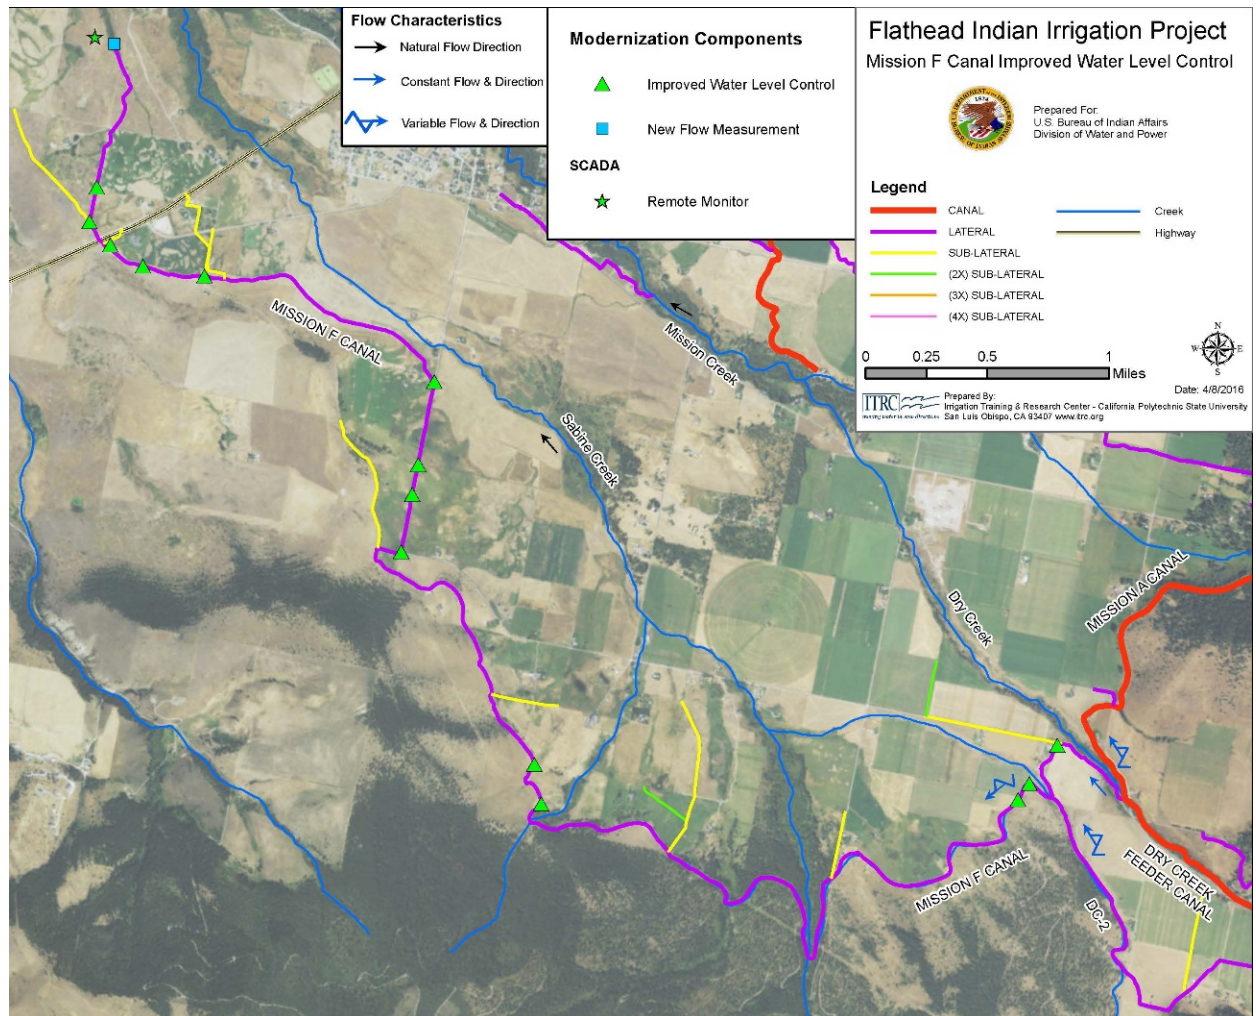 Flow Characteristics
Natural Flow Direction
Constant Flow & Direction
Variable Flow & Direction
Modernization Components
Improved Water Level Control
New Flow Measurement
SCADA
Remote Monitor
Flathead Indian Irrigation Project
Mission F Canal Improved Water Level Control
Prepared For:
U.S. Bureau of Indian Affairs
Division of Water and Power
Legend
CANAL
LATERAL
SUB-LATERAL
(2X) SUB-LATERAL
(3X) SUB-LATERAL
(4X) SUB-LATERAL
Creek
Highway
N
W E
S
0 0.25 0.5 1
Miles
Date: 4/8/2016
ITRC
Prepared By:
Irrigation Training & Research Center - California Polytechnic State University
San Luis Obispo, CA 93407 www.itrc.org
MISSION F CANAL
Mission Creek
Sabine Creek
Dry Creek
MISSION A CANAL
MISSION F CANAL
DRY CREEK
FEEDER CANAL
DC-2